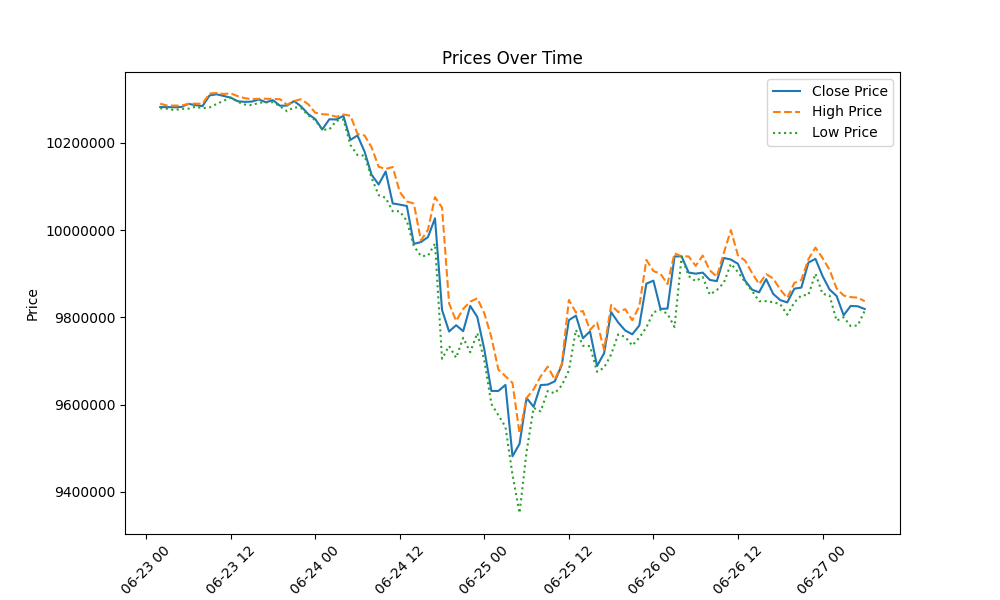 Prices Over Time
Close Price
High Price
Low Price
Price
10200000
10000000
9800000
9600000
9400000
06-23 00
06-23 12
06-24 00
06-24 12
06-25 00
06-25 12
06-26 00
06-26 12
06-27 00